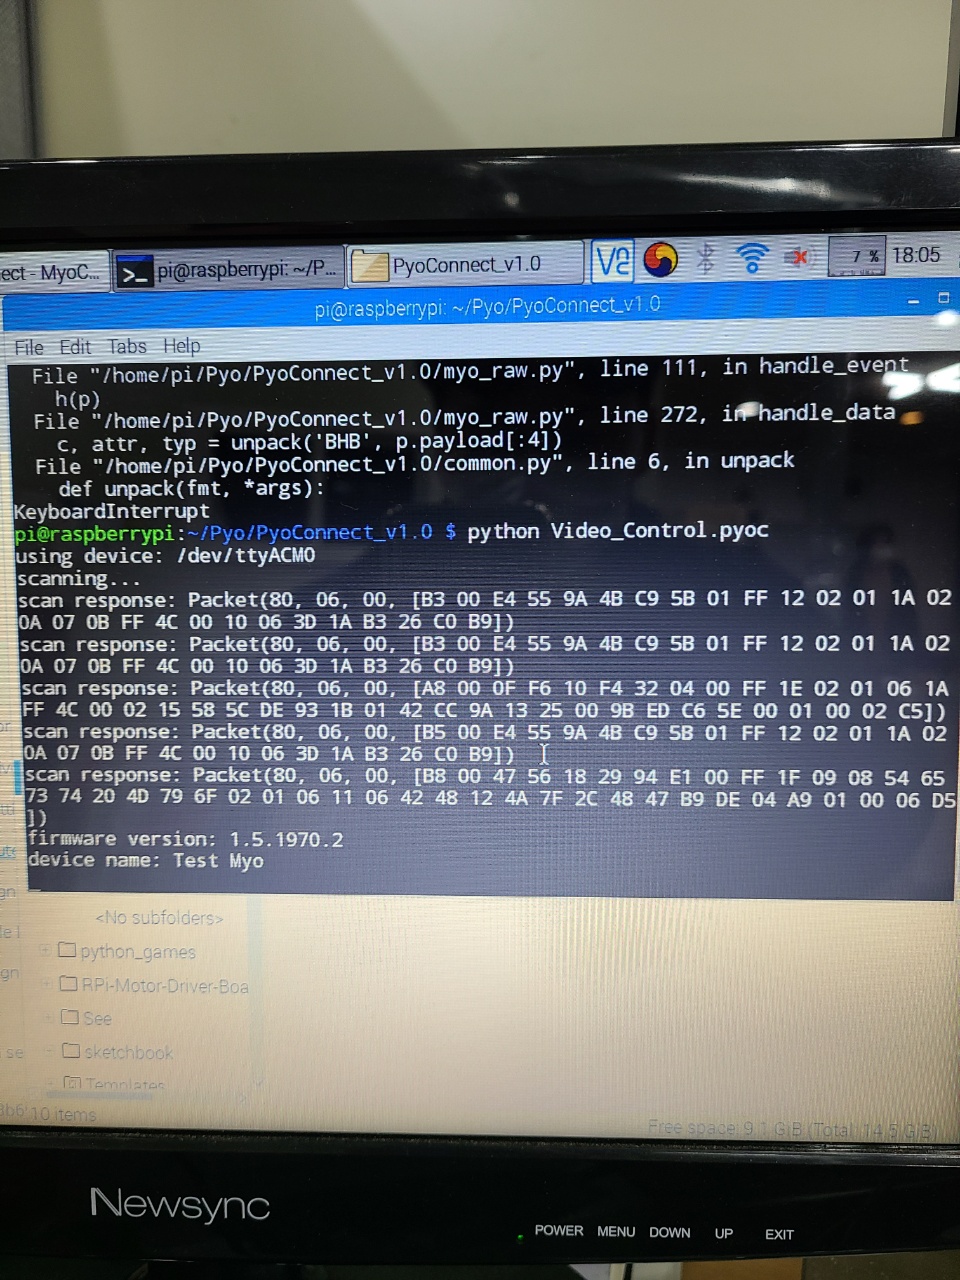 ect - MyoC...
pi@raspberrypi: ~/P...
PyoConnect_v1.0
V2
7 %
18:05
pi@raspberrypi: ~/Pyo/PyoConnect_v1.0
File Edit Tabs Help
File "/home/pi/Pyo/PyoConnect_v1.0/myo_raw.py", line 111, in handle_event
h(p)
File "/home/pi/Pyo/PyoConnect_v1.0/myo_raw.py", line 272, in handle_data
c, attr, typ = unpack('BHB', p.payload[:4])
File "/home/pi/Pyo/PyoConnect_v1.0/common.py", line 6, in unpack
def unpack(fmt, *args):
KeyboardInterrupt
pi@raspberrypi:~/Pyo/PyoConnect_v1.0 $ python Video_Control.pyoc
using device: /dev/ttyACM0
scanning...
scan response: Packet(80, 06, 00, [B3 00 E4 55 9A 4B C9 5B 01 FF 12 02 01 1A 02
0A 07 0B FF 4C 00 10 06 3D 1A B3 26 C0 B9])
scan response: Packet(80, 06, 00, [B3 00 E4 55 9A 4B C9 5B 01 FF 12 02 01 1A 02
0A 07 0B FF 4C 00 10 06 3D 1A B3 26 C0 B9])
scan response: Packet(80, 06, 00, [A8 00 0F F6 10 F4 32 04 00 FF 1E 02 01 06 1A
FF 4C 00 02 15 58 5C DE 93 1B 01 42 CC 9A 13 25 00 9B ED C6 5E 00 01 00 02 C5])
scan response: Packet(80, 06, 00, [B5 00 E4 55 9A 4B C9 5B 01 FF 12 02 01 1A 02
0A 07 0B FF 4C 00 10 06 3D 1A B3 26 C0 B9])
scan response: Packet(80, 06, 00, [B8 00 47 56 18 29 94 E1 00 FF 1F 09 08 54 65
73 74 20 4D 79 6F 02 01 06 11 06 42 48 12 4A 7F 2C 48 47 B9 DE 04 A9 01 00 06 D5
])
firmware version: 1.5.1970.2
device name: Test Myo
<No subfolders>
python_games
RPi-Motor-Driver-Boa
See
sketchbook
Templates
10 items
Free space: 9.1 GiB (Total: 14.5 GiB)
Newsync
POWER MENU DOWN UP EXIT